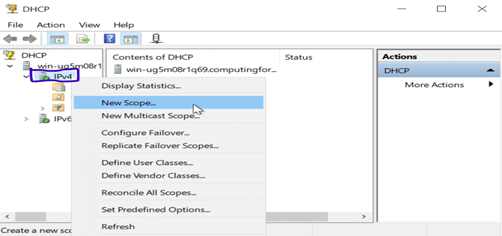 DHCP
File Action View Help
DHCP
win-ug5m08r1
IPv4
IPv6
Contents of DHCP
Status
win-ug5m08r1q69.computingfor...
Actions
DHCP
More Actions
Display Statistics...
New Scope...
New Multicast Scope...
Configure Failover...
Replicate Failover Scopes...
Define User Classes...
Define Vendor Classes...
Reconcile All Scopes...
Set Predefined Options...
Refresh
Create a new sco